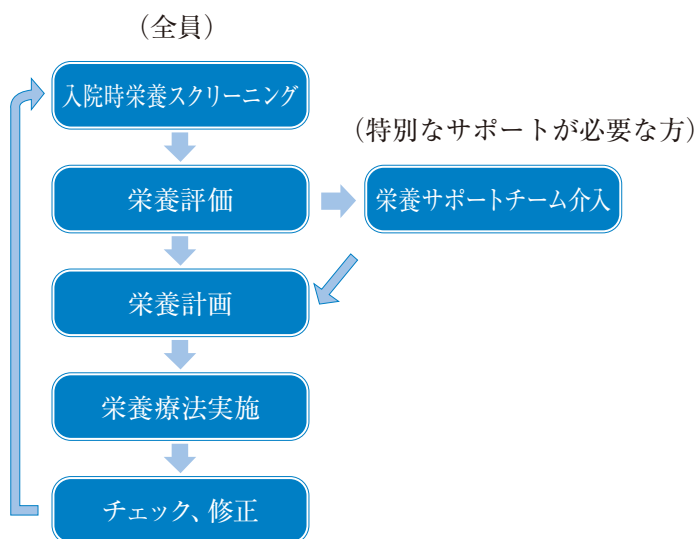 （全員）
入院時栄養スクリーニング
（特別なサポートが必要な方）
栄養評価
栄養サポートチーム介入
栄養計画
栄養療法実施
チェック、修正